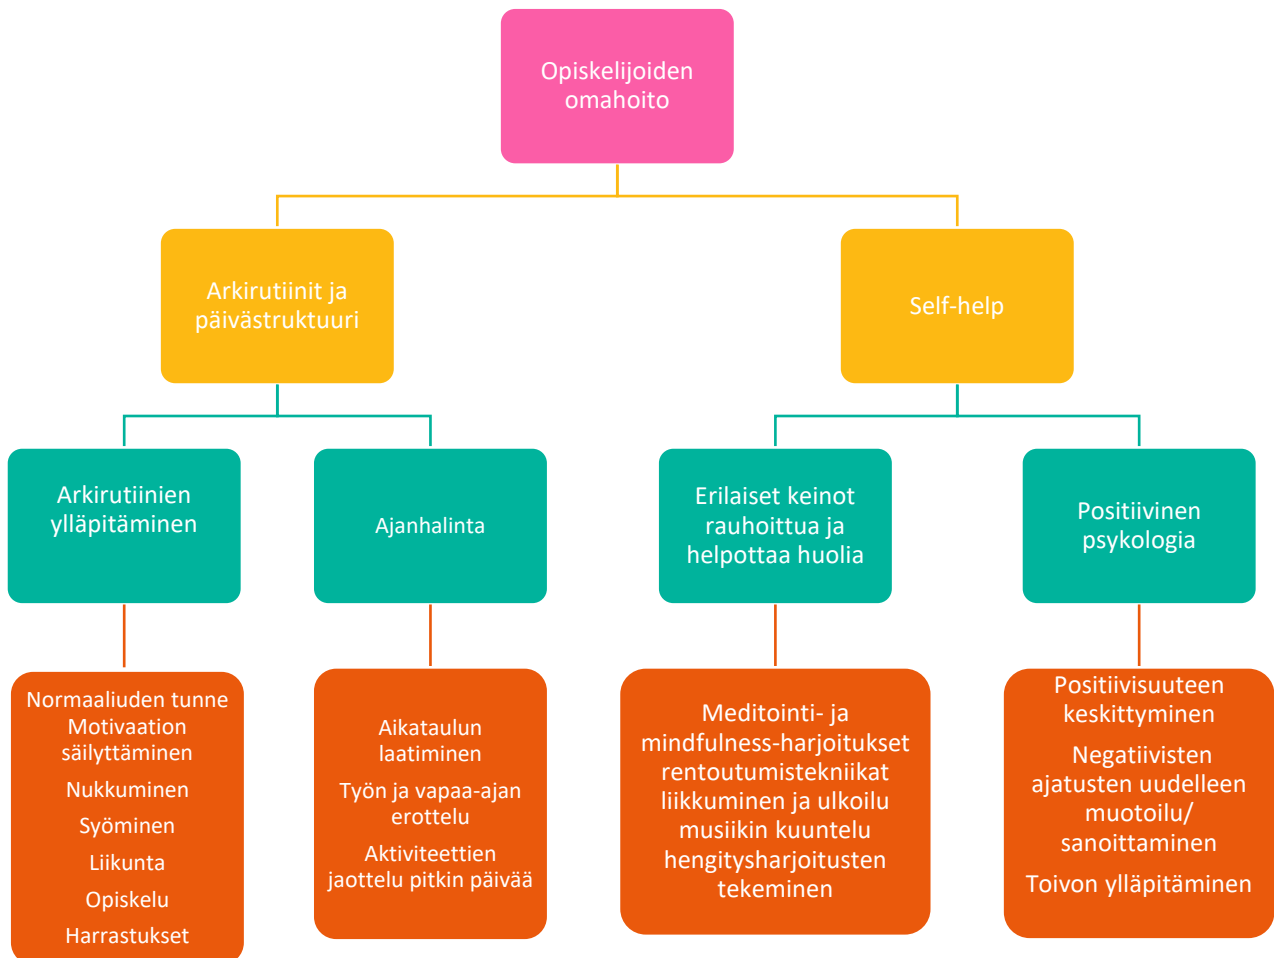 Opiskelijoiden
omahoito
Arkirutiinit ja
päivästruktuuri
Self-help
Arkirutiinien
ylläpitäminen
Ajanhalinta
Erilaiset keinot
rauhoittua ja
helpottaa huolia
Positiivinen
psykologia
Normaaliuden tunne
Motivaation
säilyttäminen
Nukkuminen
Syöminen
Liikunta
Opiskelu
Harrastukset
Aikataulun
laatiminen
Työn ja vapaa-ajan
erottelu
Aktiviteettien
jaottelu pitkin päivää
Meditointi- ja
mindfulness-harjoitukset
rentoutumistekniikat
liikkuminen ja ulkoilu
musiikin kuuntelu
hengitysharjoitusten
tekeminen
Positiivisuuteen
keskittyminen
Negatiivisten
ajatusten uudelleen
muotoilu/
sanoittaminen
Toivon ylläpitäminen